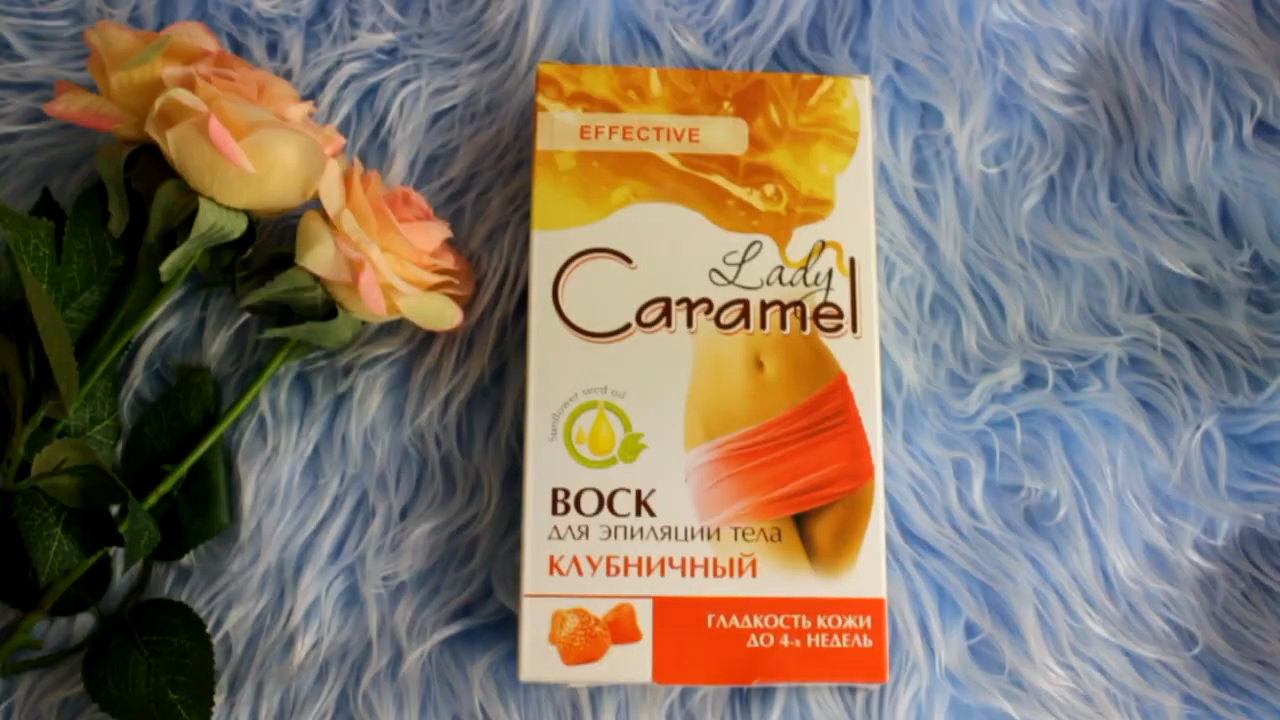 EFFECTIVE
Lady
Caramel
Sunflower seed oil
ВОСК
ДЛЯ ЭПИЛЯЦИИ ТЕЛА
КЛУБНИЧНЫЙ
ГЛАДКОСТЬ КОЖИ
ДО 4-х НЕДЕЛЬ